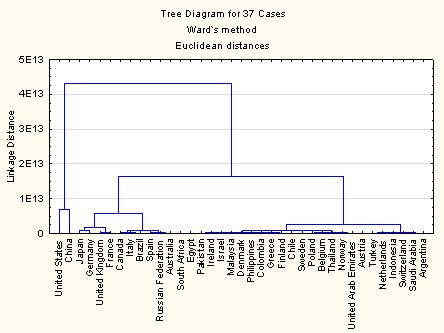 Tree Diagram for 37 Cases
Ward`s method
Euclidean distances
5E13
4E13
3E13
2E13
1E13
0
Linkage Distance
United States
China
Japan
Germany
United Kingdom
France
Canada
Italy
Brazil
Spain
Russian Federation
Australia
South Africa
Egypt
Pakistan
Ireland
Israel
Malaysia
Denmark
Philippines
Colombia
Greece
Finland
Chile
Sweden
Poland
Belgium
Thailand
Norway
United Arab Emirates
Austria
Turkey
Netherlands
Indonesia
Switzerland
Saudi Arabia
Argentina